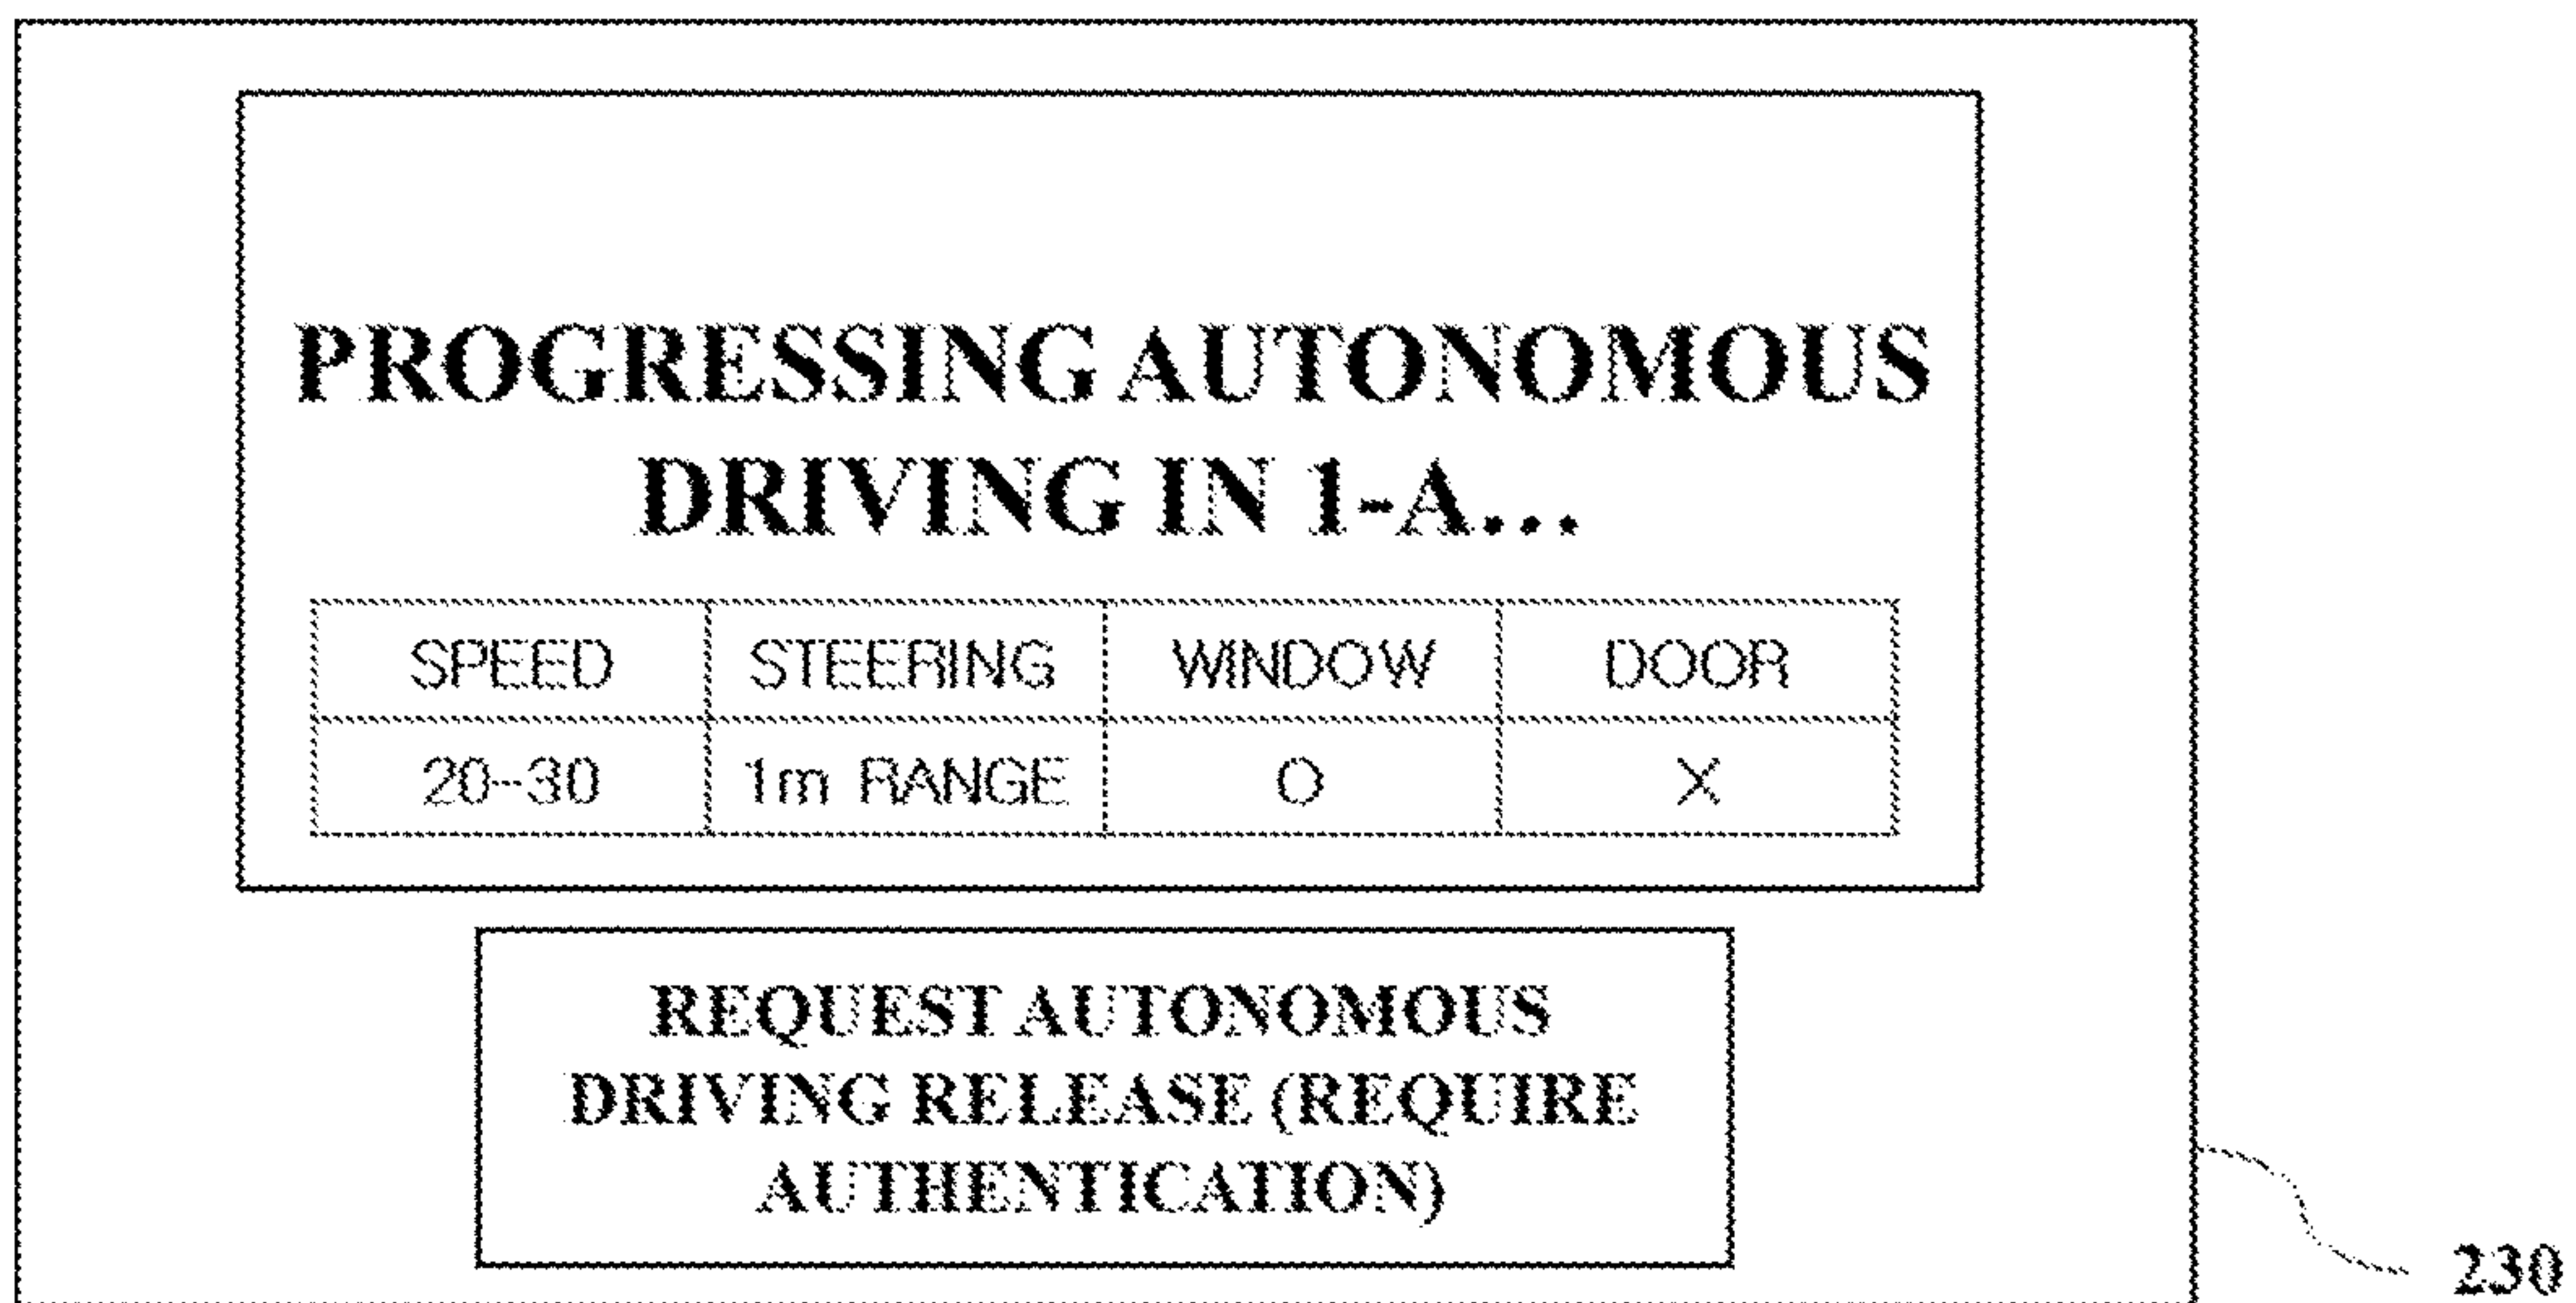 PROGRESSING AUTONOMOUS
DRIVING IN 1-A...
SPEED STEERING WINDOW DOOR
20~30 1m RANGE O X
REQUEST AUTONOMOUS
DRIVING RELEASE (REQUIRE
AUTHENTICATION)
230